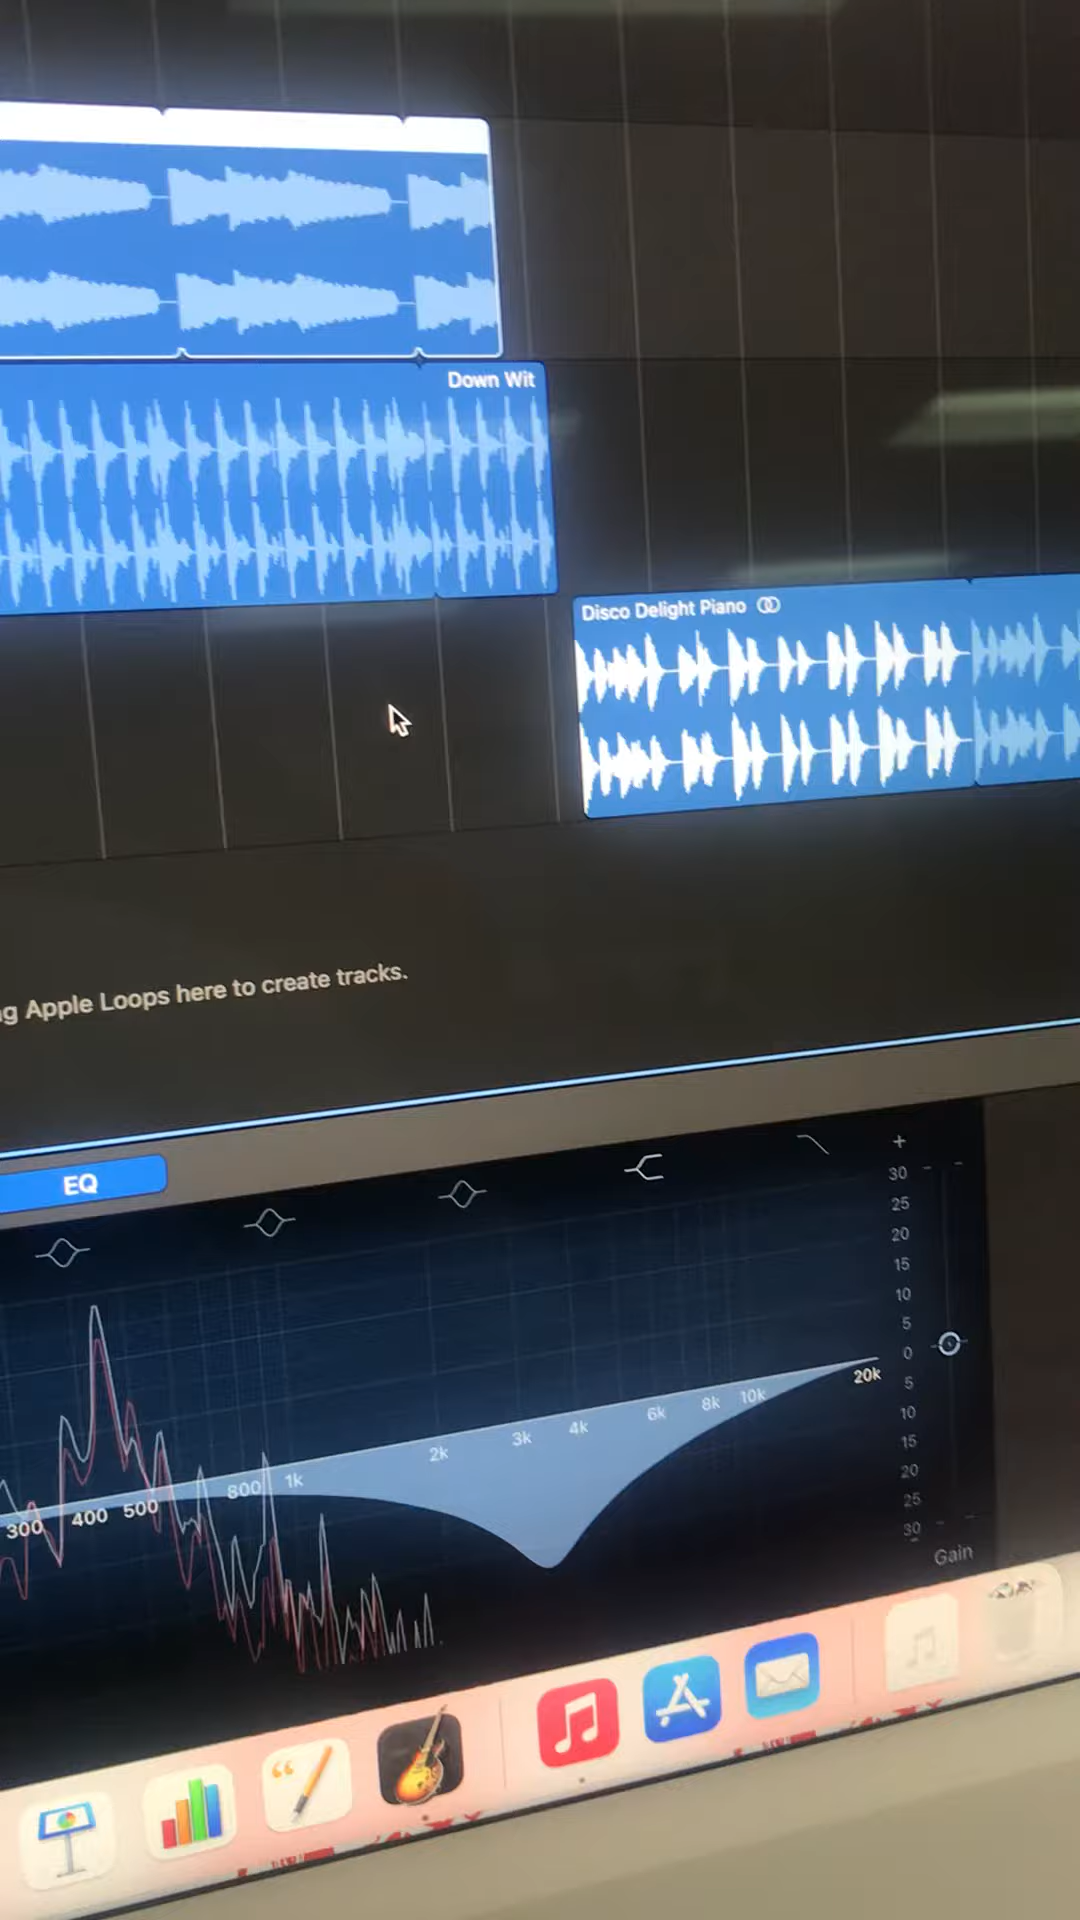 Down Wit
Disco Delight Piano
ng Apple Loops here to create tracks.
EQ
+
30
25
20
15
10
5
0
5
10
15
20
25
30
-
Gain
300 400 500 800 1k 2k 3k 4k 6k 8k 10k 20k